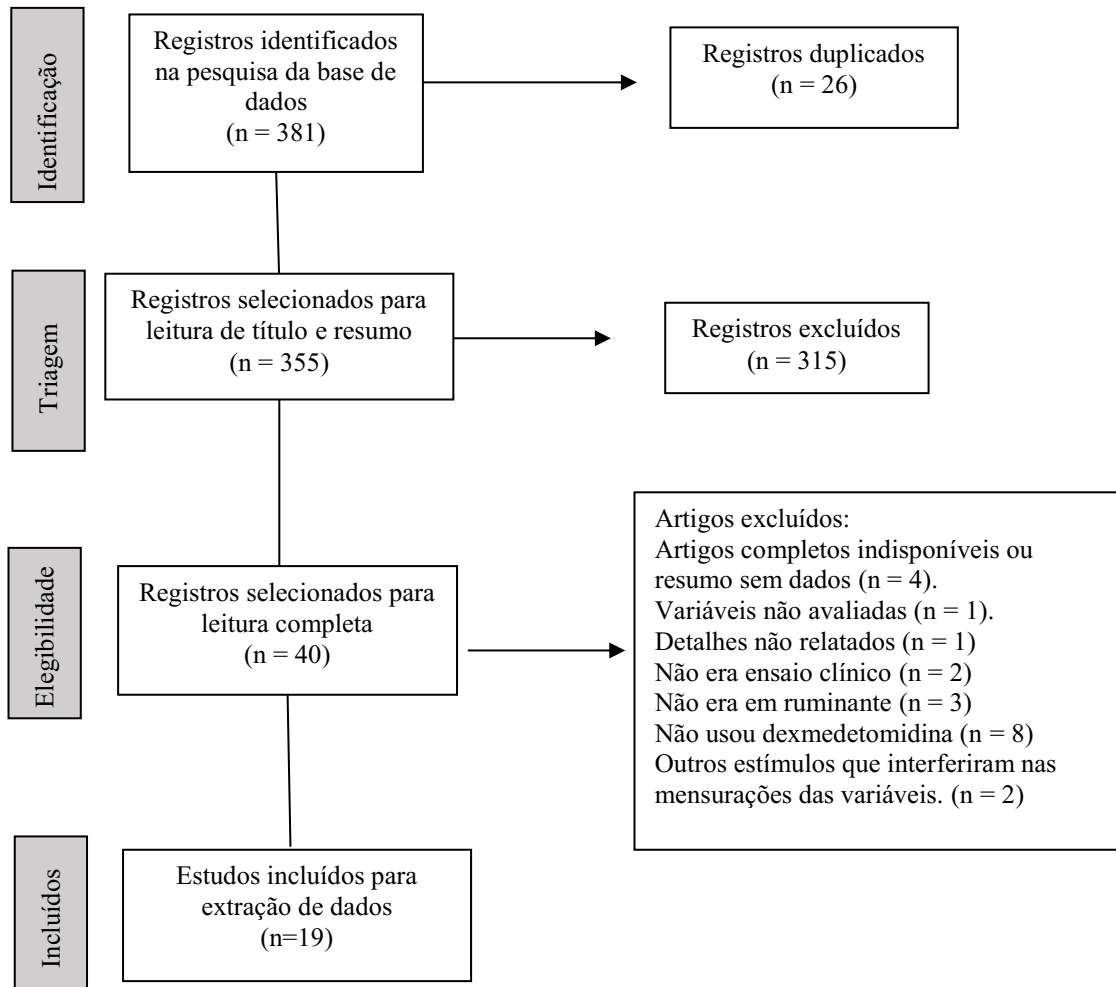 Identificação
Registros identificados
na pesquisa da base de
dados
(n = 381)
Registros duplicados
(n = 26)
Triagem
Registros selecionados para
leitura de título e resumo
(n = 355)
Registros excluídos
(n = 315)
Elegibilidade
Registros selecionados para
leitura completa
(n = 40)
Artigos excluídos:
Artigos completos indisponíveis ou
resumo sem dados (n = 4).
Variáveis não avaliadas (n = 1).
Detalhes não relatados (n = 1)
Não era ensaio clínico (n = 2)
Não era em ruminante (n = 3)
Não usou dexmedetomidina (n = 8)
Outros estímulos que interferiram nas
mensurações das variáveis. (n = 2)
Incluídos
Estudos incluídos para
extração de dados
(n=19)